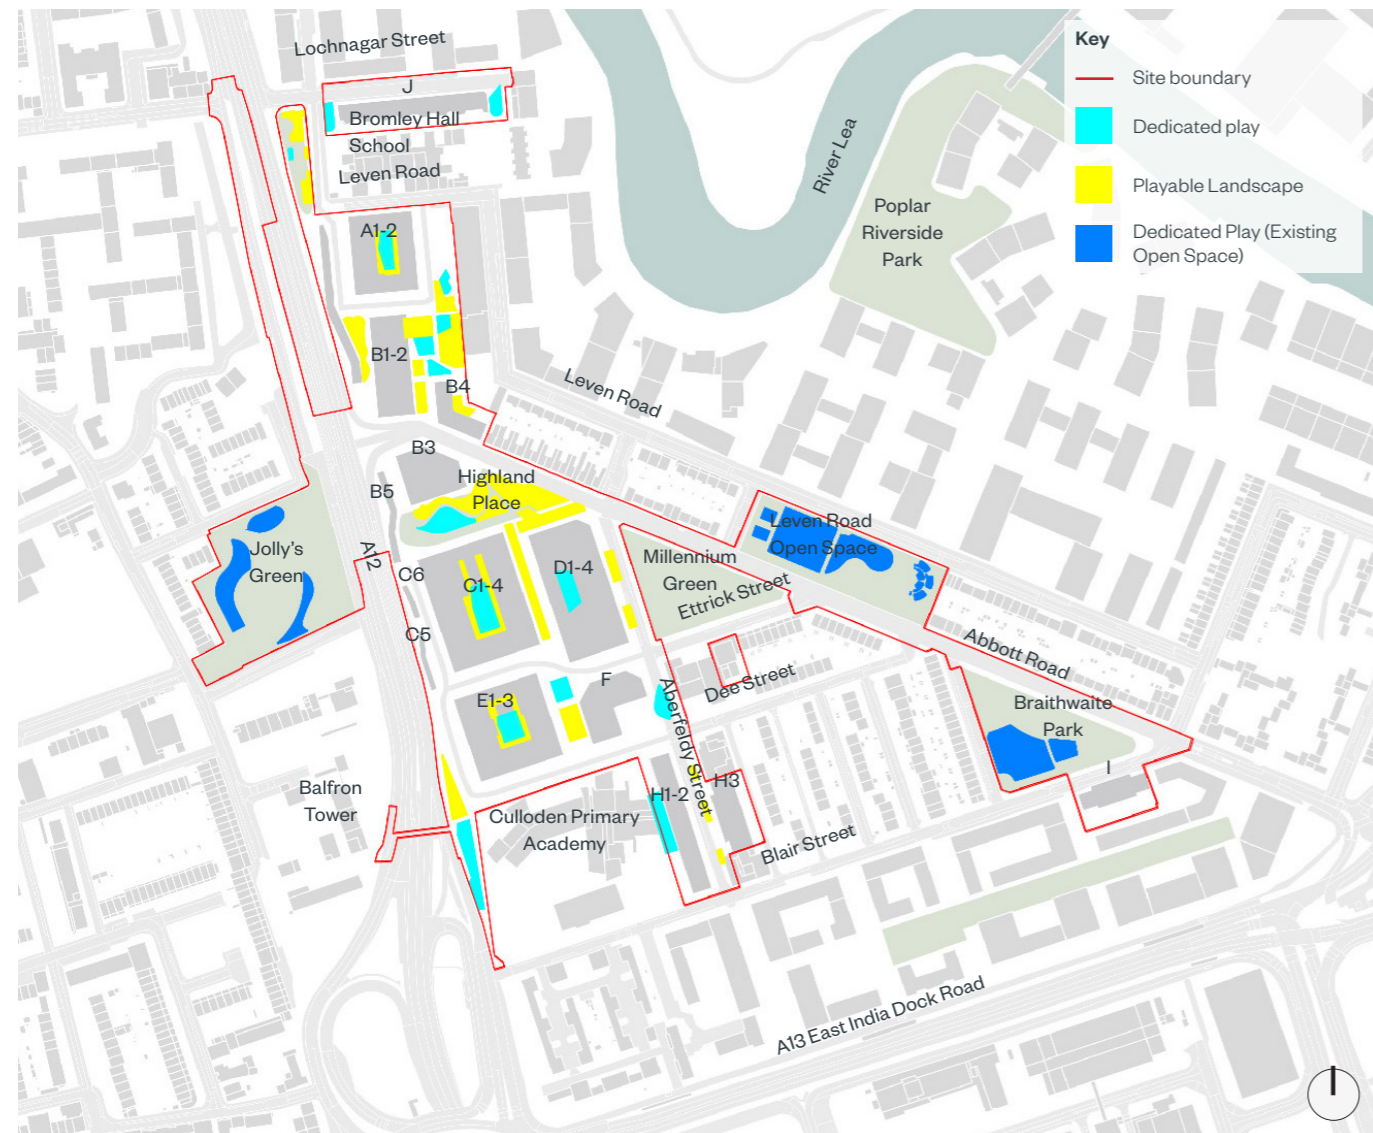 Lochnagar Street
J
Bromley Hall
School
Leven Road
A1-2
B1-2
B4
B3
B5
Highland
Place
Leven Road
River Lea
Poplar
Riverside
Park
Key
Site boundary
Dedicated play
Playable Landscape
Dedicated Play (Existing
Open Space)
Jolly's
Green
A12
C6
C5
C1-4
D1-4
Millennium
Green
Ettrick Street
Leven Road
Open Space
Abbott Road
Dee Street
Braithwaite
Park
I
E1-3
F
Aberfeldy Street
H1-2
H3
Blair Street
Balfron
Tower
Culloden Primary
Academy
A13 East India Dock Road